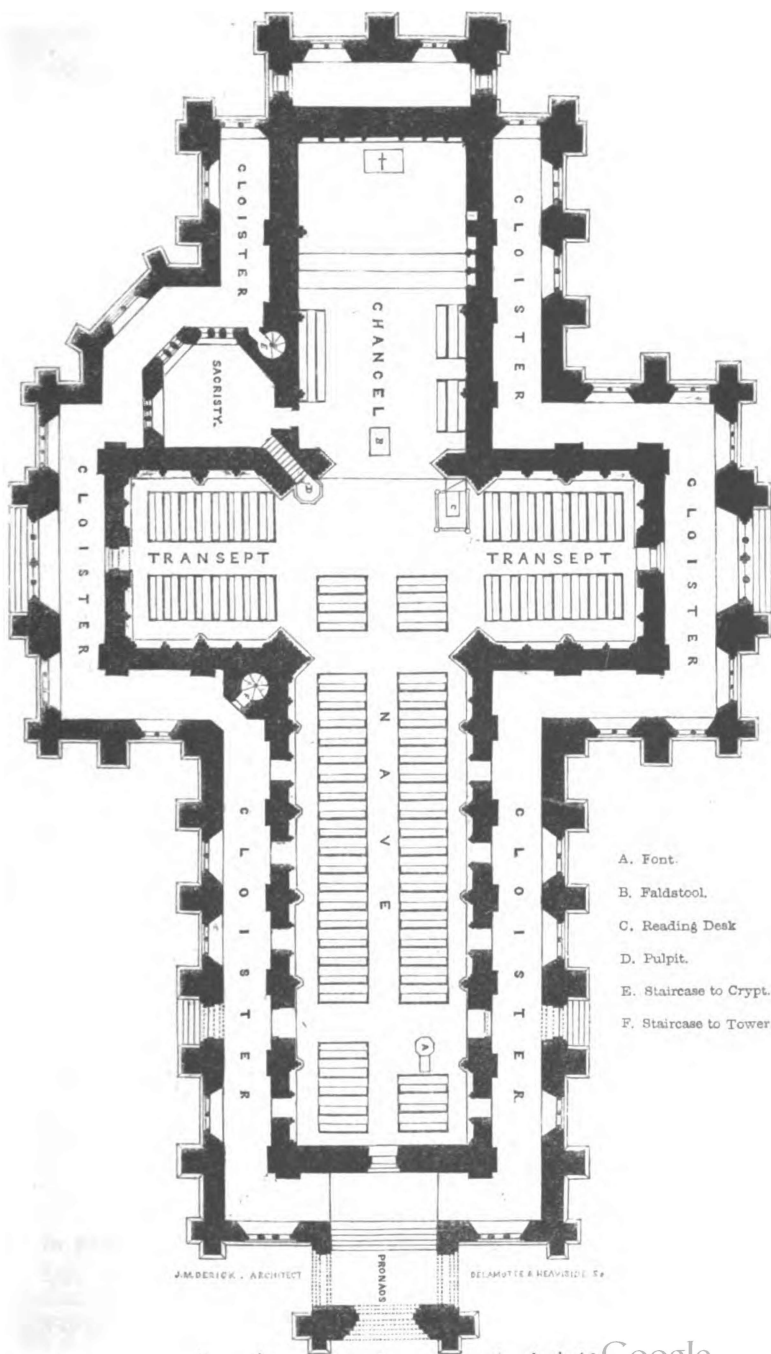 CLOISTER
CLOISTER
CHANCEL
SACRISTY.
B
D
C
CLOISTER
TRANSEPT
TRANSEPT
CLOISTER
NAVE
CLOISTER
CLOISTER
A
A. Font.
B. Faldstool.
C. Reading Desk
D. Pulpit.
E. Staircase to Crypt.
F. Staircase to Tower
PRONAOS
J.M.DERICK. ARCHITECT
DELAMOTTE & HEAVISIDE Sc
Google